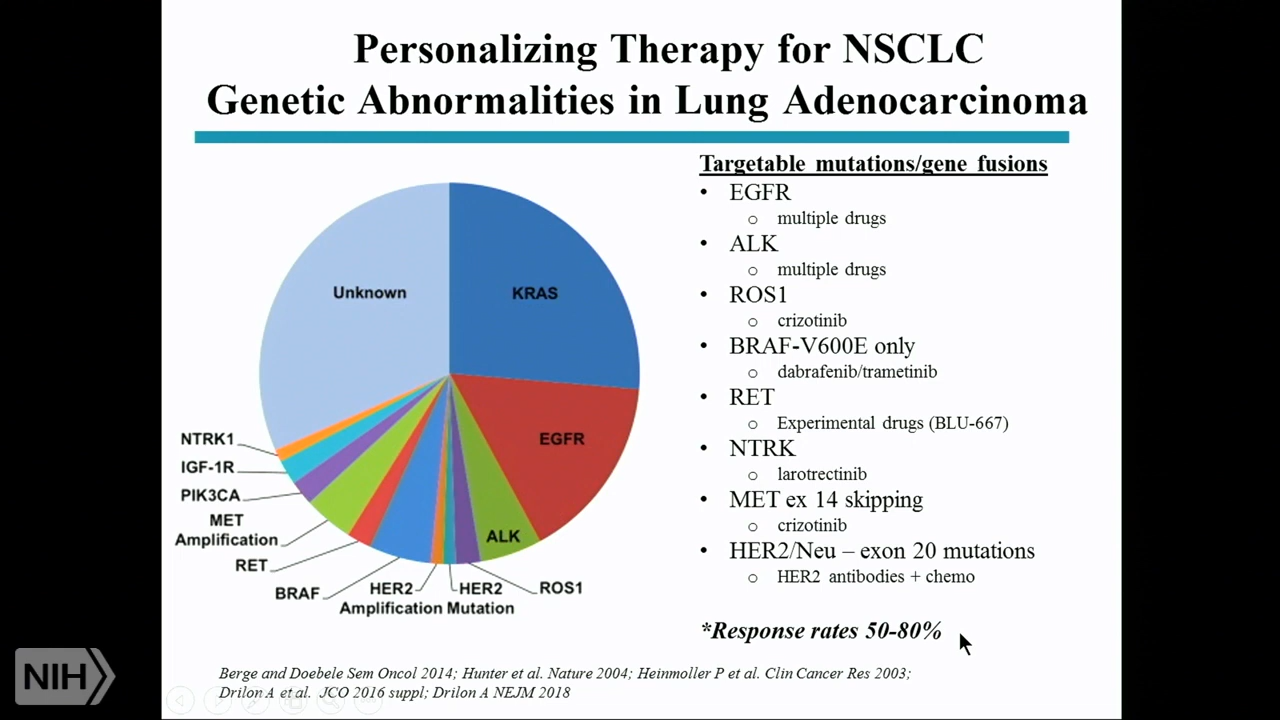 Personalizing Therapy for NSCLC
Genetic Abnormalities in Lung Adenocarcinoma
Unknown
KRAS
EGFR
ALK
ROS1
HER2
Mutation
HER2
Amplification
BRAF
RET
MET
Amplification
PIK3CA
IGF-1R
NTRK1
Targetable mutations/gene fusions
• EGFR
o multiple drugs
• ALK
o multiple drugs
• ROS1
o crizotinib
• BRAF-V600E only
o dabrafenib/trametinib
• RET
o Experimental drugs (BLU-667)
• NTRK
o larotrectinib
• MET ex 14 skipping
o crizotinib
• HER2/Neu – exon 20 mutations
o HER2 antibodies + chemo
*Response rates 50-80%
Berge and Doebele Sem Oncol 2014; Hunter et al. Nature 2004; Heinmoller P et al. Clin Cancer Res 2003;
Drilon A et al. JCO 2016 suppl; Drilon A NEJM 2018
NIH